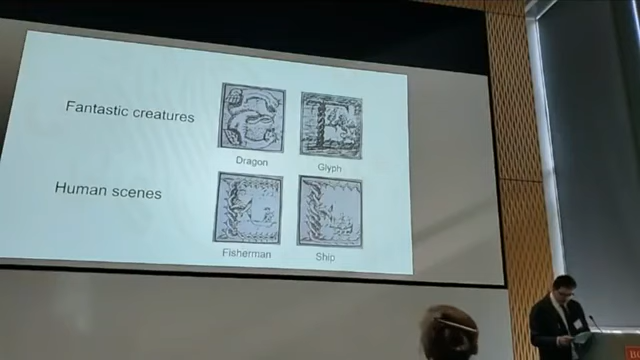 Fantastic creatures
Dragon
Glyph
Human scenes
Fisherman
Ship